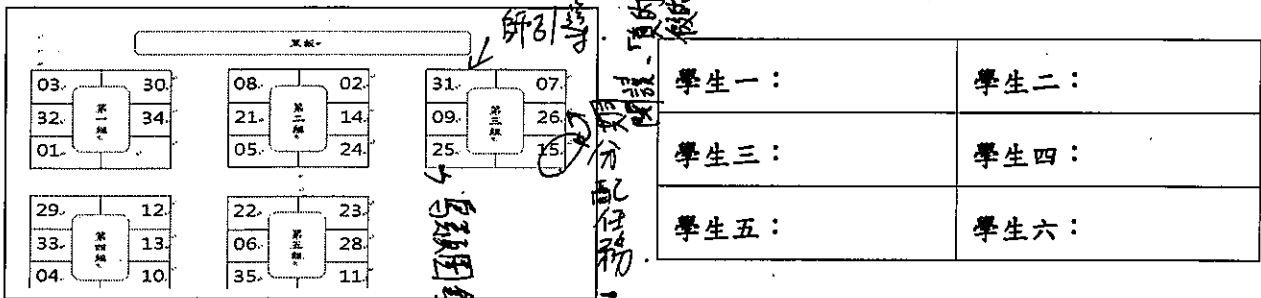 黑板
師引導.
03. 30. 08. 02. 31. 07.
32. 第一組 34. 21. 第二組 14. 09. 第三組 26.
01. 05. 24. 25. 15.
29. 12. 22. 23.
33. 第四組 13. 06. 第五組 28.
04. 10. 35. 11.
分配任務.
學生一： 學生二：
學生三： 學生四：
學生五： 學生六：